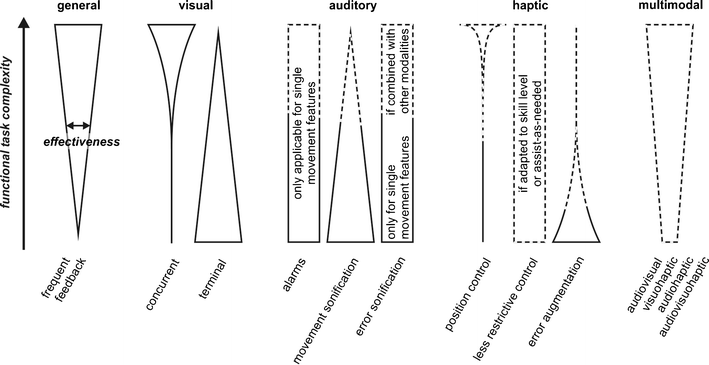 general
visual
auditory
haptic
multimodal
functional task complexity
effectiveness
only applicable for single
movement features
if combined with
other modalities
only for single
movement features
if adapted to skill level
or assist-as-needed
frequent
feedback
concurrent
terminal
alarms
movement sonification
error sonification
position control
less restrictive control
error augmentation
audiovisual
visuohaptic
audiohaptic
audiovisuohaptic